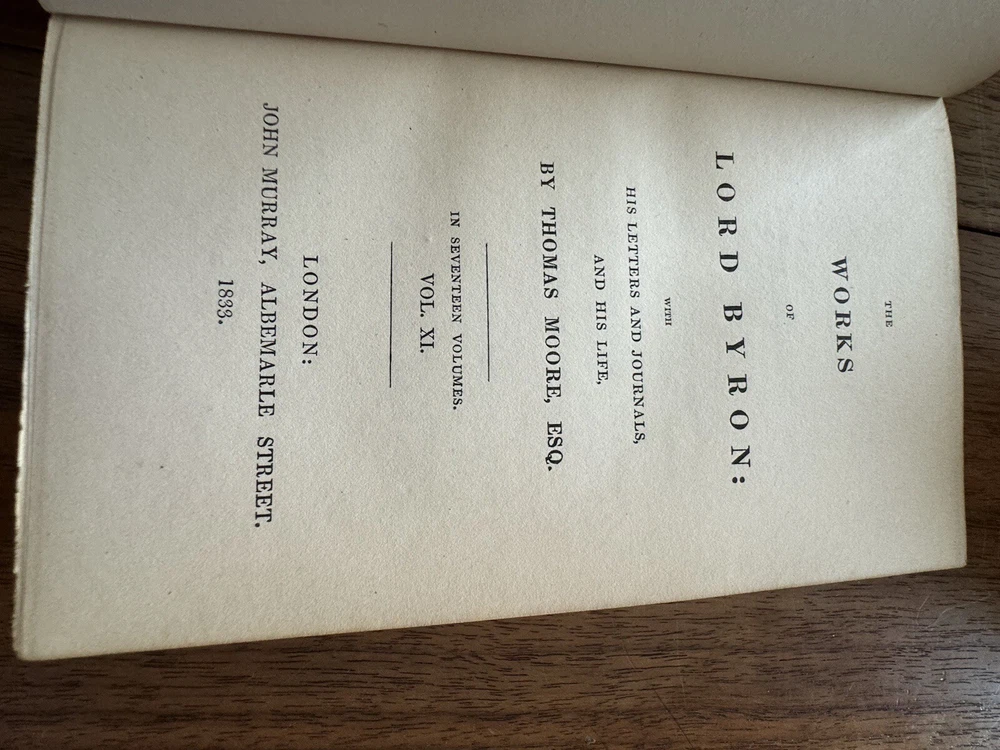 THE
WORKS
OF
LORD BYRON:
WITH
HIS LETTERS AND JOURNALS,
AND HIS LIFE,
BY THOMAS MOORE, ESQ.
IN SEVENTEEN VOLUMES.
VOL. XI.
LONDON:
JOHN MURRAY, ALBEMARLE STREET.
1833.